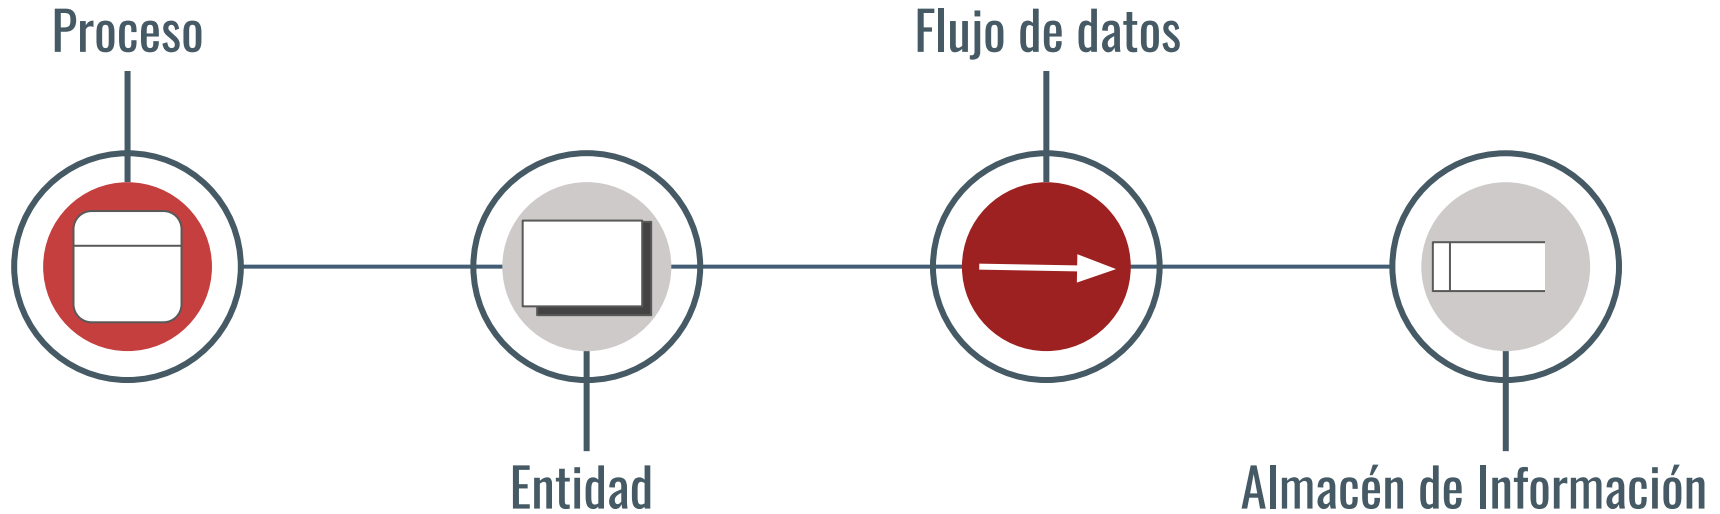 Proceso
Flujo de datos
Entidad
Almacén de Información